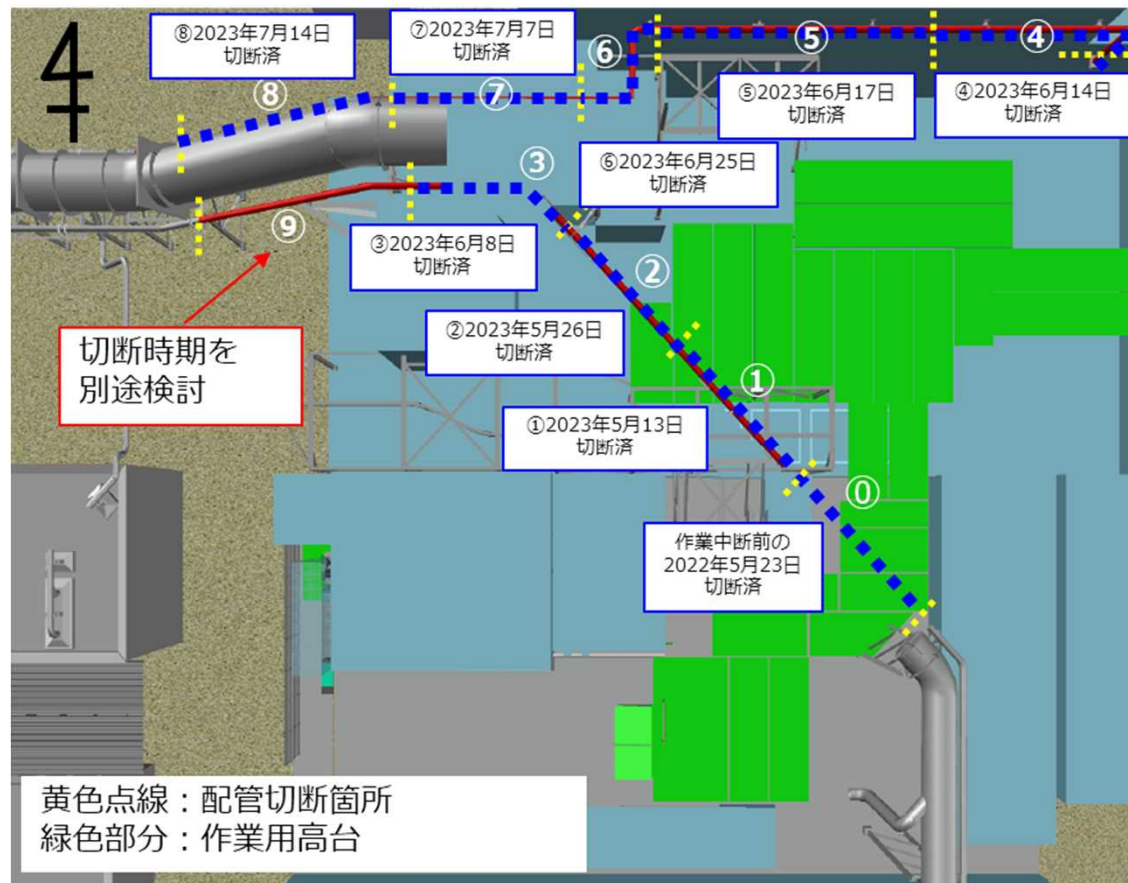 ⑧2023年7月14日
切断済
⑦2023年7月7日
切断済
⑥
⑤
④
⑧
⑦
⑤2023年6月17日
切断済
④2023年6月14日
切断済
③
⑥2023年6月25日
切断済
⑨
③2023年6月8日
切断済
②
切断時期を
別途検討
②2023年5月26日
切断済
①
①2023年5月13日
切断済
⓪
作業中断前の
2022年5月23日
切断済
黄色点線：配管切断箇所
緑色部分：作業用高台